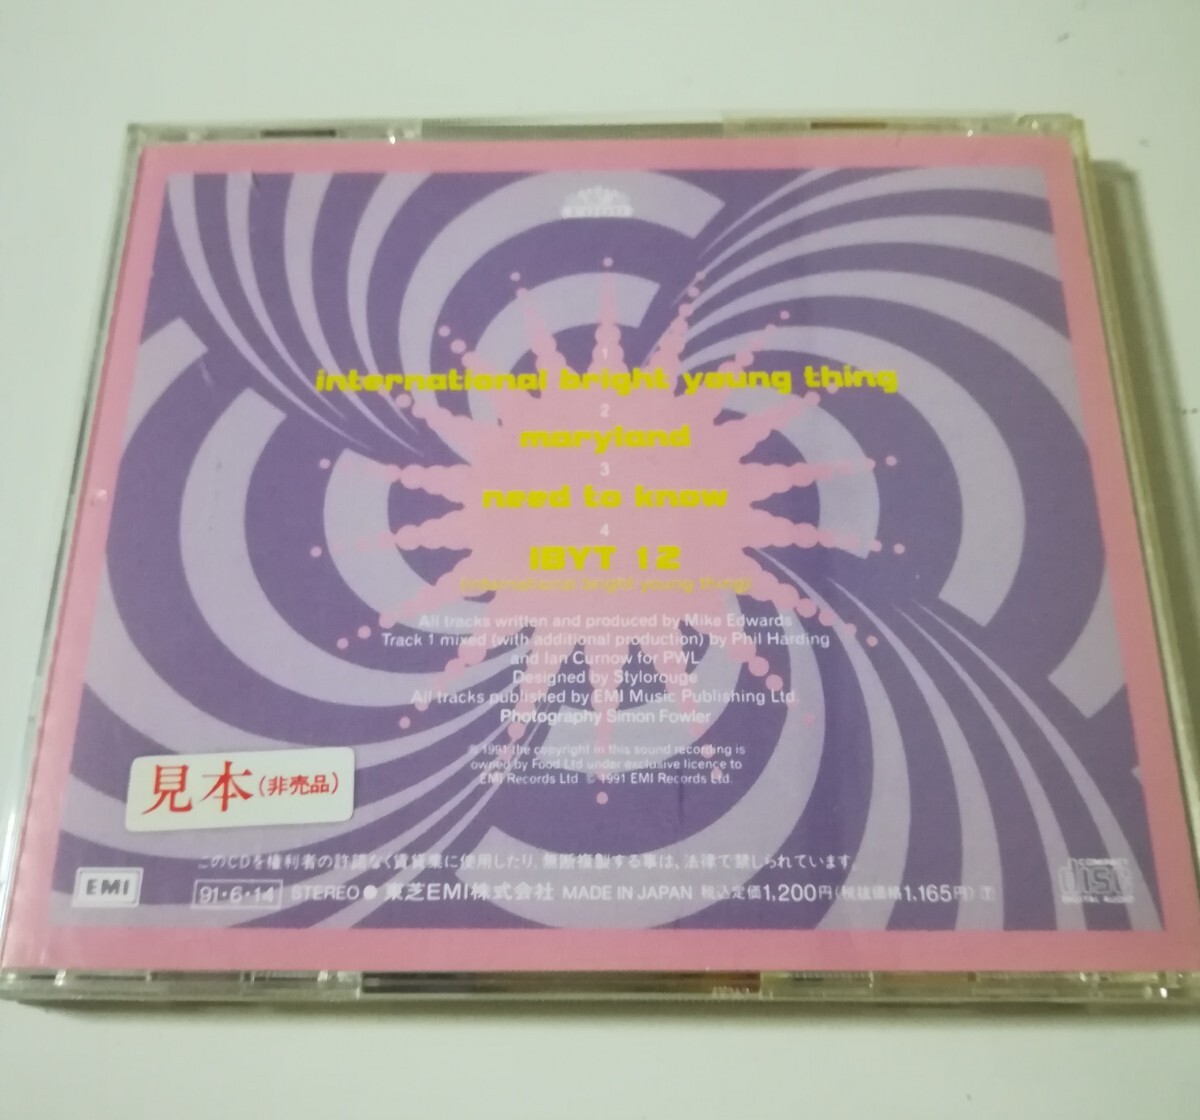 1
international bright young thing
2
maryland
3
need to know
4
IBYT 12
(international bright young thing)
All tracks written and produced by Mike Edwards
Track 1 mixed (with additional production) by Phil Harding
and Ian Curnow for PWL
Designed by Stylorouge
All tracks published by EMI Music Publishing Ltd.
Photography Simon Fowler
℗ 1991 the copyright in this sound recording is
owned by Food Ltd under exclusive licence to
EMI Records Ltd. © 1991 EMI Records Ltd.
見本(非売品)
このCDを権利者の許諾なく賃貸業に使用したり、無断複製する事は、法律で禁じられています。
EMI 91・6・14 STEREO ● 東芝EMI株式会社 MADE IN JAPAN 税込定価1,200円(税抜価格1,165円)
COMPACT
disc
DIGITAL AUDIO